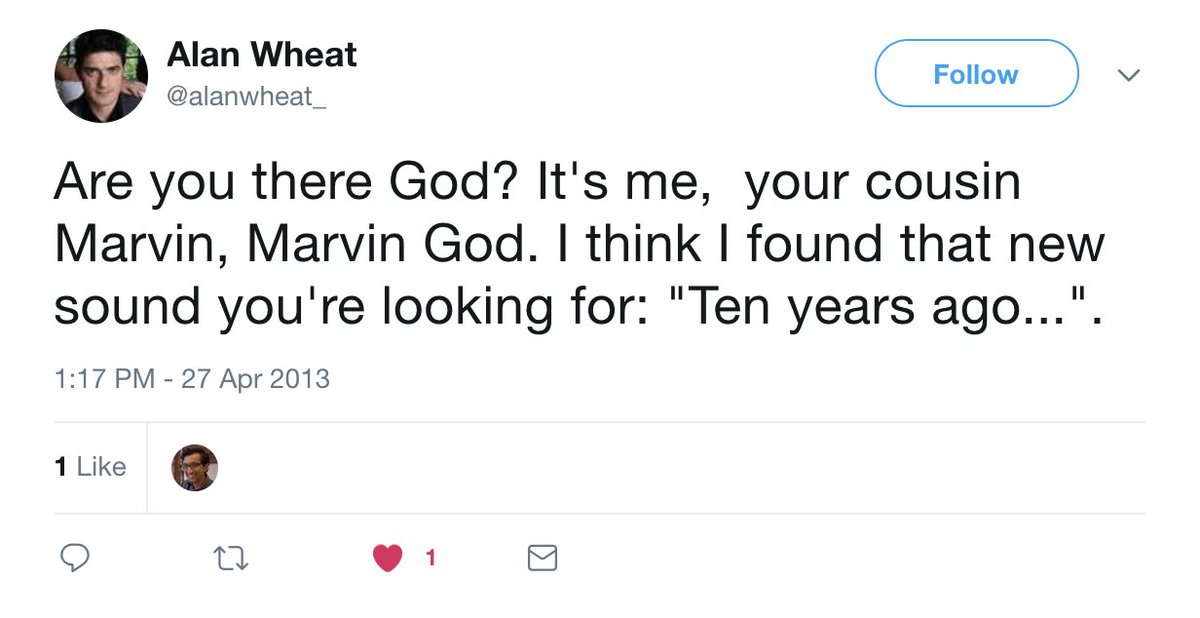 Alan Wheat
@alanwheat_
Follow
Are you there God? It's me,  your cousin
Marvin, Marvin God. I think I found that new
sound you're looking for: "Ten years ago...".
1:17 PM - 27 Apr 2013
1 Like
1